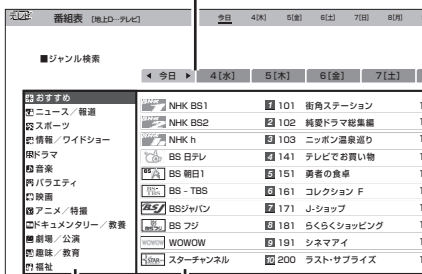 番組表 [地上D…テレビ] 今日 4[木] 5[金] 6[土] 7[日] 8[月]
■ジャンル検索
◀ 今日 ▶ 4[水] 5[木] 6[金] 7[土]
おすすめ
ニュース／報道
スポーツ
情報／ワイドショー
ドラマ
音楽
バラエティ
映画
アニメ／特撮
ドキュメンタリー／教養
劇場／公演
趣味／教育
福祉
NHK BS1 1 101 街角ステーション
NHK BS2 2 102 純愛ドラマ総集編
NHK h 3 103 ニッポン温泉巡り
BS 日テレ 4 141 テレビでお買い物
BS 朝日1 5 151 勇者の食卓
BS-TBS BS - TBS 6 161 コレクション F
BSジャパン 7 171 J-ショップ
BS フジ 8 181 らくらくショッピング
WOWOW WOWOW 9 191 シネマアイ
スターチャンネル 10 200 ラスト･サプライズ